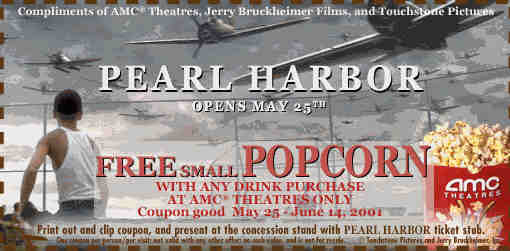 Compliments of AMC® Theatres, Jerry Bruckheimer Films, and Touchstone Pictures
PEARL HARBOR
OPENS MAY 25TH
FREE SMALL POPCORN
WITH ANY DRINK PURCHASE
AT AMC® THEATRES ONLY
Coupon good May 25 - June 14, 2001
amc
THEATRES
Print out and clip coupon, and present at the concession stand with PEARL HARBOR ticket stub.
One coupon per person/per visit: not valid with any other offer: no cash value, and is not for resale. © Touchstone Pictures and Jerry Bruckheimer, Inc.